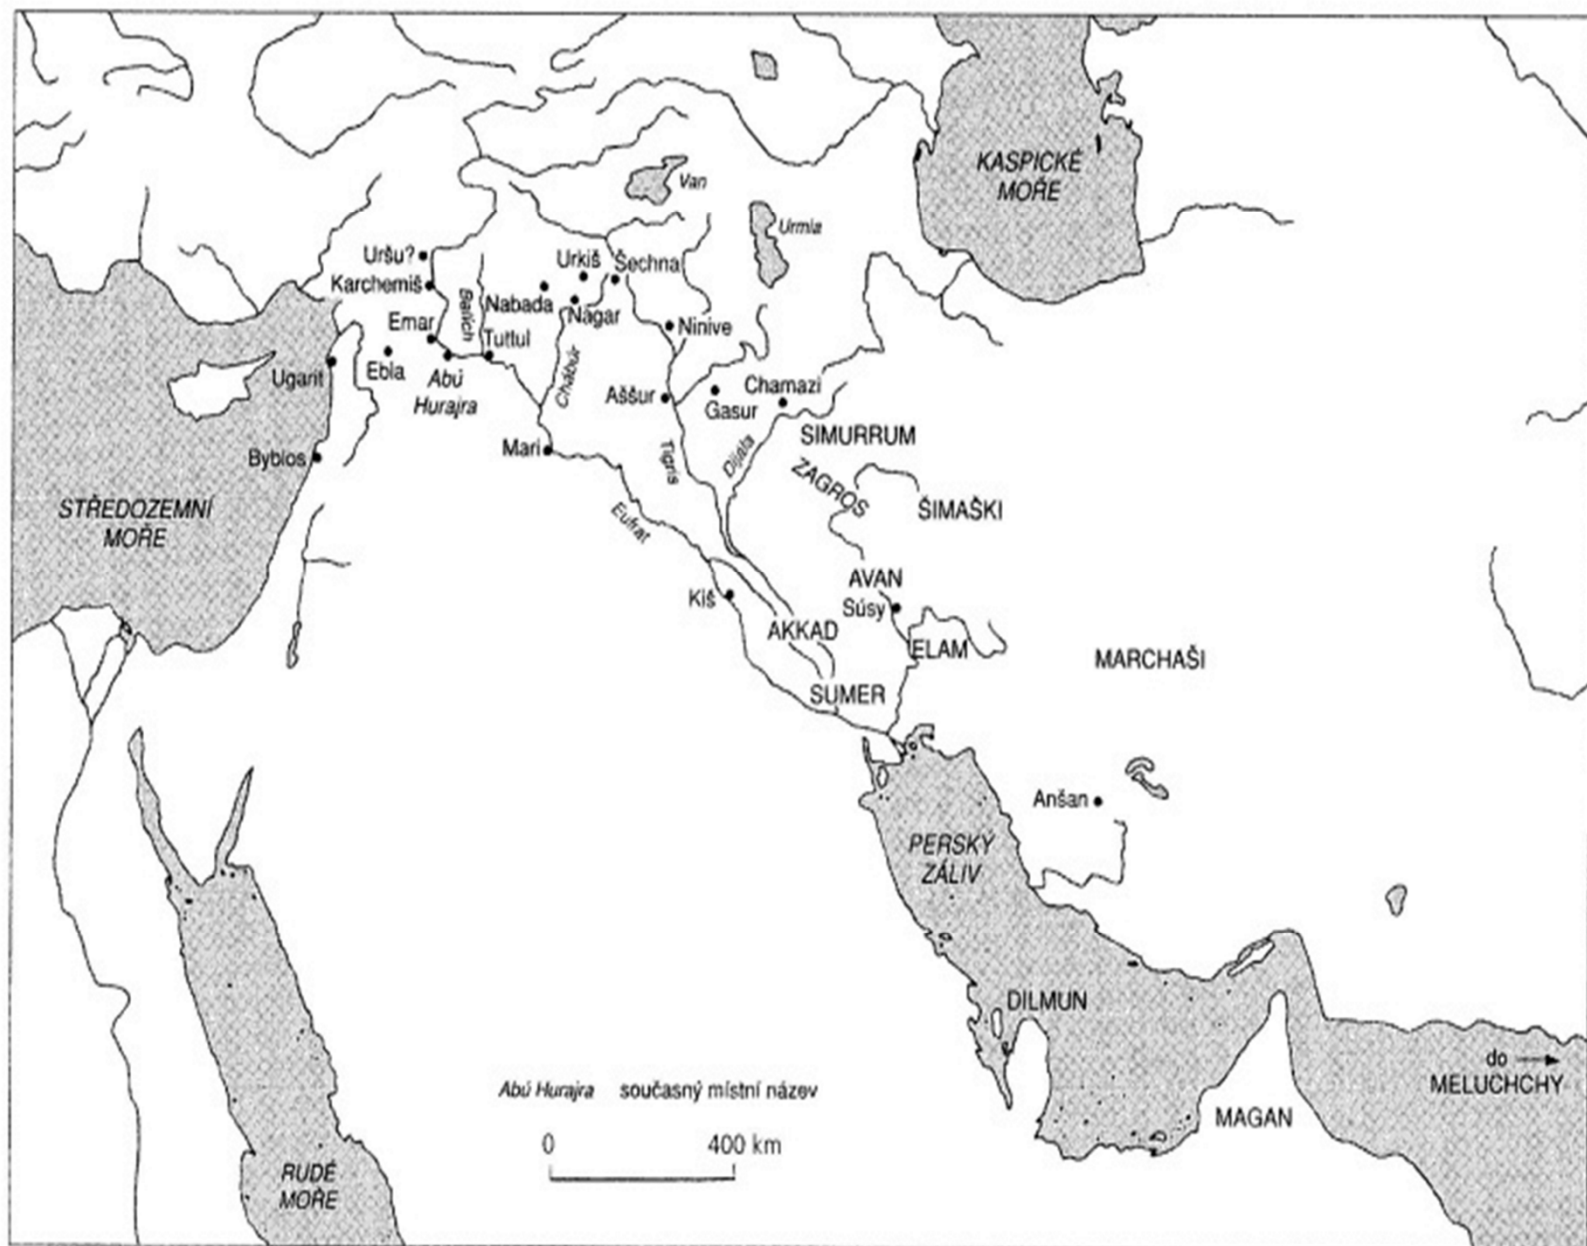 KASPICKÉ
MOŘE
Van
Urmia
Uršu?
Urkiš
Šechna
Karchemiš
Balích
Nabada
Nagar
Emar
Tuttul
Ninive
Ugarit
Ebla
Abú
Hurajra
Chábúr
Aššur
Gasur
Chamazi
SIMURRUM
Byblos
Mari
Tigris
Dijála
ZAGROS
ŠIMAŠKI
STŘEDOZEMNÍ
MOŘE
Eufrat
AVAN
Kiš
Súsy
AKKAD
ELAM
MARCHAŠI
SUMER
Anšan
PERSKÝ
ZÁLIV
DILMUN
do
MELUCHCHY
MAGAN
Abú Hurajra současný místní název
0 400 km
RUDÉ
MOŘE